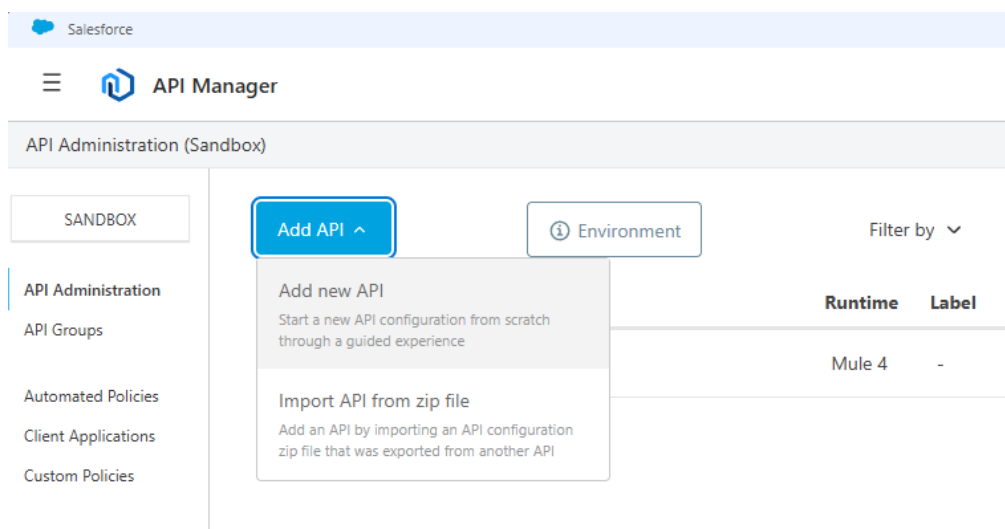 Salesforce
API Manager
API Administration (Sandbox)
SANDBOX
API Administration
API Groups
Automated Policies
Client Applications
Custom Policies
Add API
Environment
Filter by
Add new API
Start a new API configuration from scratch
through a guided experience
Import API from zip file
Add an API by importing an API configuration
zip file that was exported from another API
Runtime Label
Mule 4 -